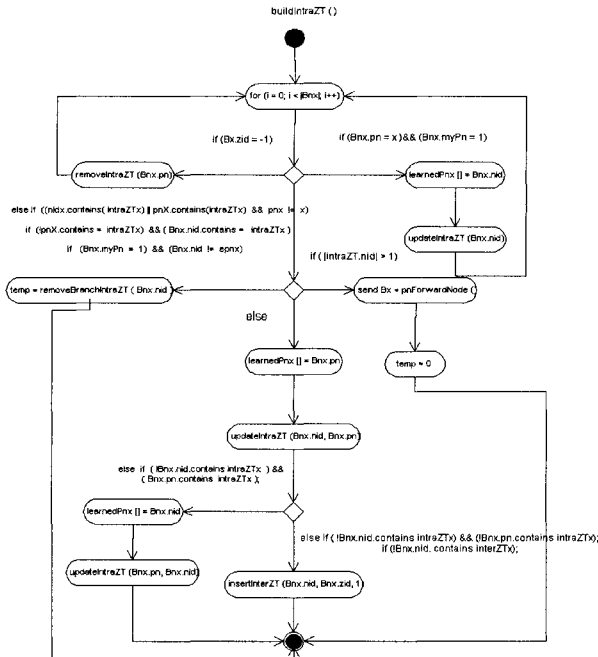 buildIntraZT ( )
for (i = 0; i < |Bnx|; i++)
if (Bx.zid = -1)
if (Bnx.pn = x )&& (Bnx.myPn = 1)
removeIntraZT (Bnx.pn)
learnedPnx [] = Bnx.nid
else if ((nidx.contains( intraZTx) || pnX.contains(intraZTx) && pnx != x)
if (!pnX.contains = intraZTx) && ( Bnx.nid.contains = intraZTx )
if (Bnx.myPn = 1) && (Bnx.nid != epnx)
updateIntraZT (Bnx.nid)
if ( |intraZT.nid| > 1)
temp = removeBranchIntraZT ( Bnx.nid
send Bx = pnForwardNode ()
else
learnedPnx [] = Bnx.pn
temp = 0
updateIntraZT (Bnx.nid, Bnx.pn)
else if ( !Bnx.nid.contains intraZTx ) &&
( Bnx.pn.contains intraZTx );
learnedPnx [] = Bnx.nid
else if ( !Bnx.nid.contains intraZTx) && (!Bnx.pn.contains intraZTx);
if (!Bnx.nid. contains interZTx);
updateIntraZT (Bnx.pn, Bnx.nid)
insertInterZT (Bnx.nid, Bnx.zid, 1)